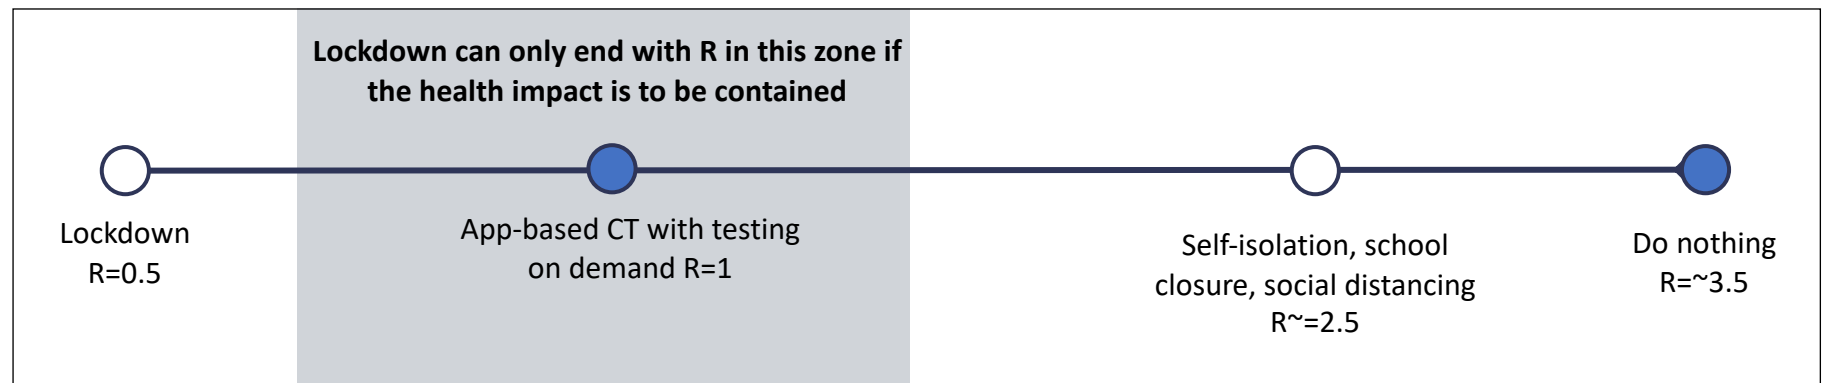 Lockdown can only end with R in this zone if
the health impact is to be contained
Lockdown
R=0.5
App-based CT with testing
on demand R=1
Self-isolation, school
closure, social distancing
R~=2.5
Do nothing
R=~3.5